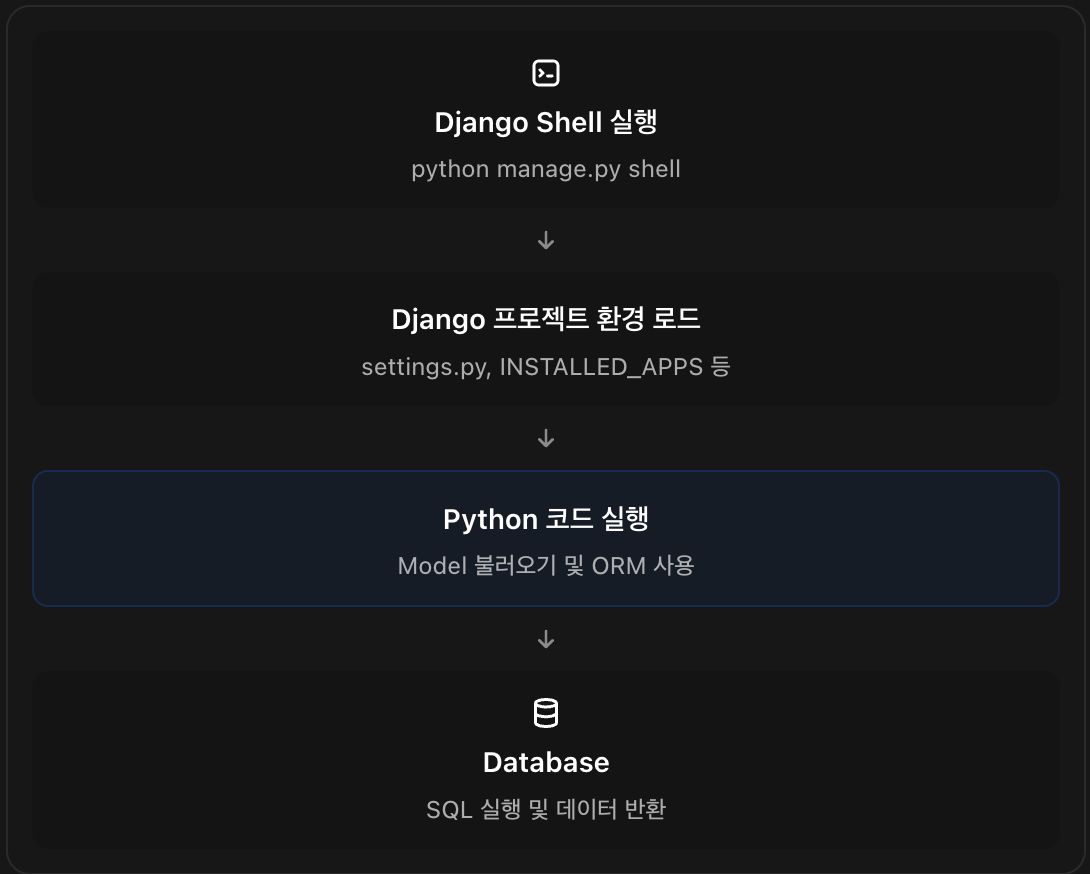 Django Shell 실행
python manage.py shell
Django 프로젝트 환경 로드
settings.py, INSTALLED_APPS 등
Python 코드 실행
Model 불러오기 및 ORM 사용
Database
SQL 실행 및 데이터 반환